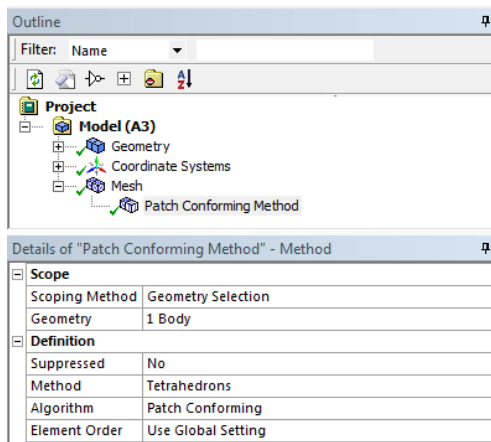 Outline
Filter: Name
Project
Model (A3)
Geometry
Coordinate Systems
Mesh
Patch Conforming Method
Details of "Patch Conforming Method" - Method
Scope
Scoping Method Geometry Selection
Geometry 1 Body
Definition
Suppressed No
Method Tetrahedrons
Algorithm Patch Conforming
Element Order Use Global Setting